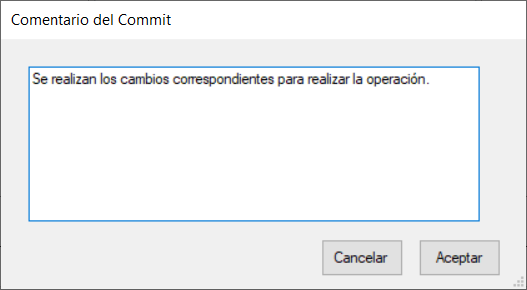 Comentario del Commit
Se realizan los cambios correspondientes para realizar la operación.
Cancelar
Aceptar